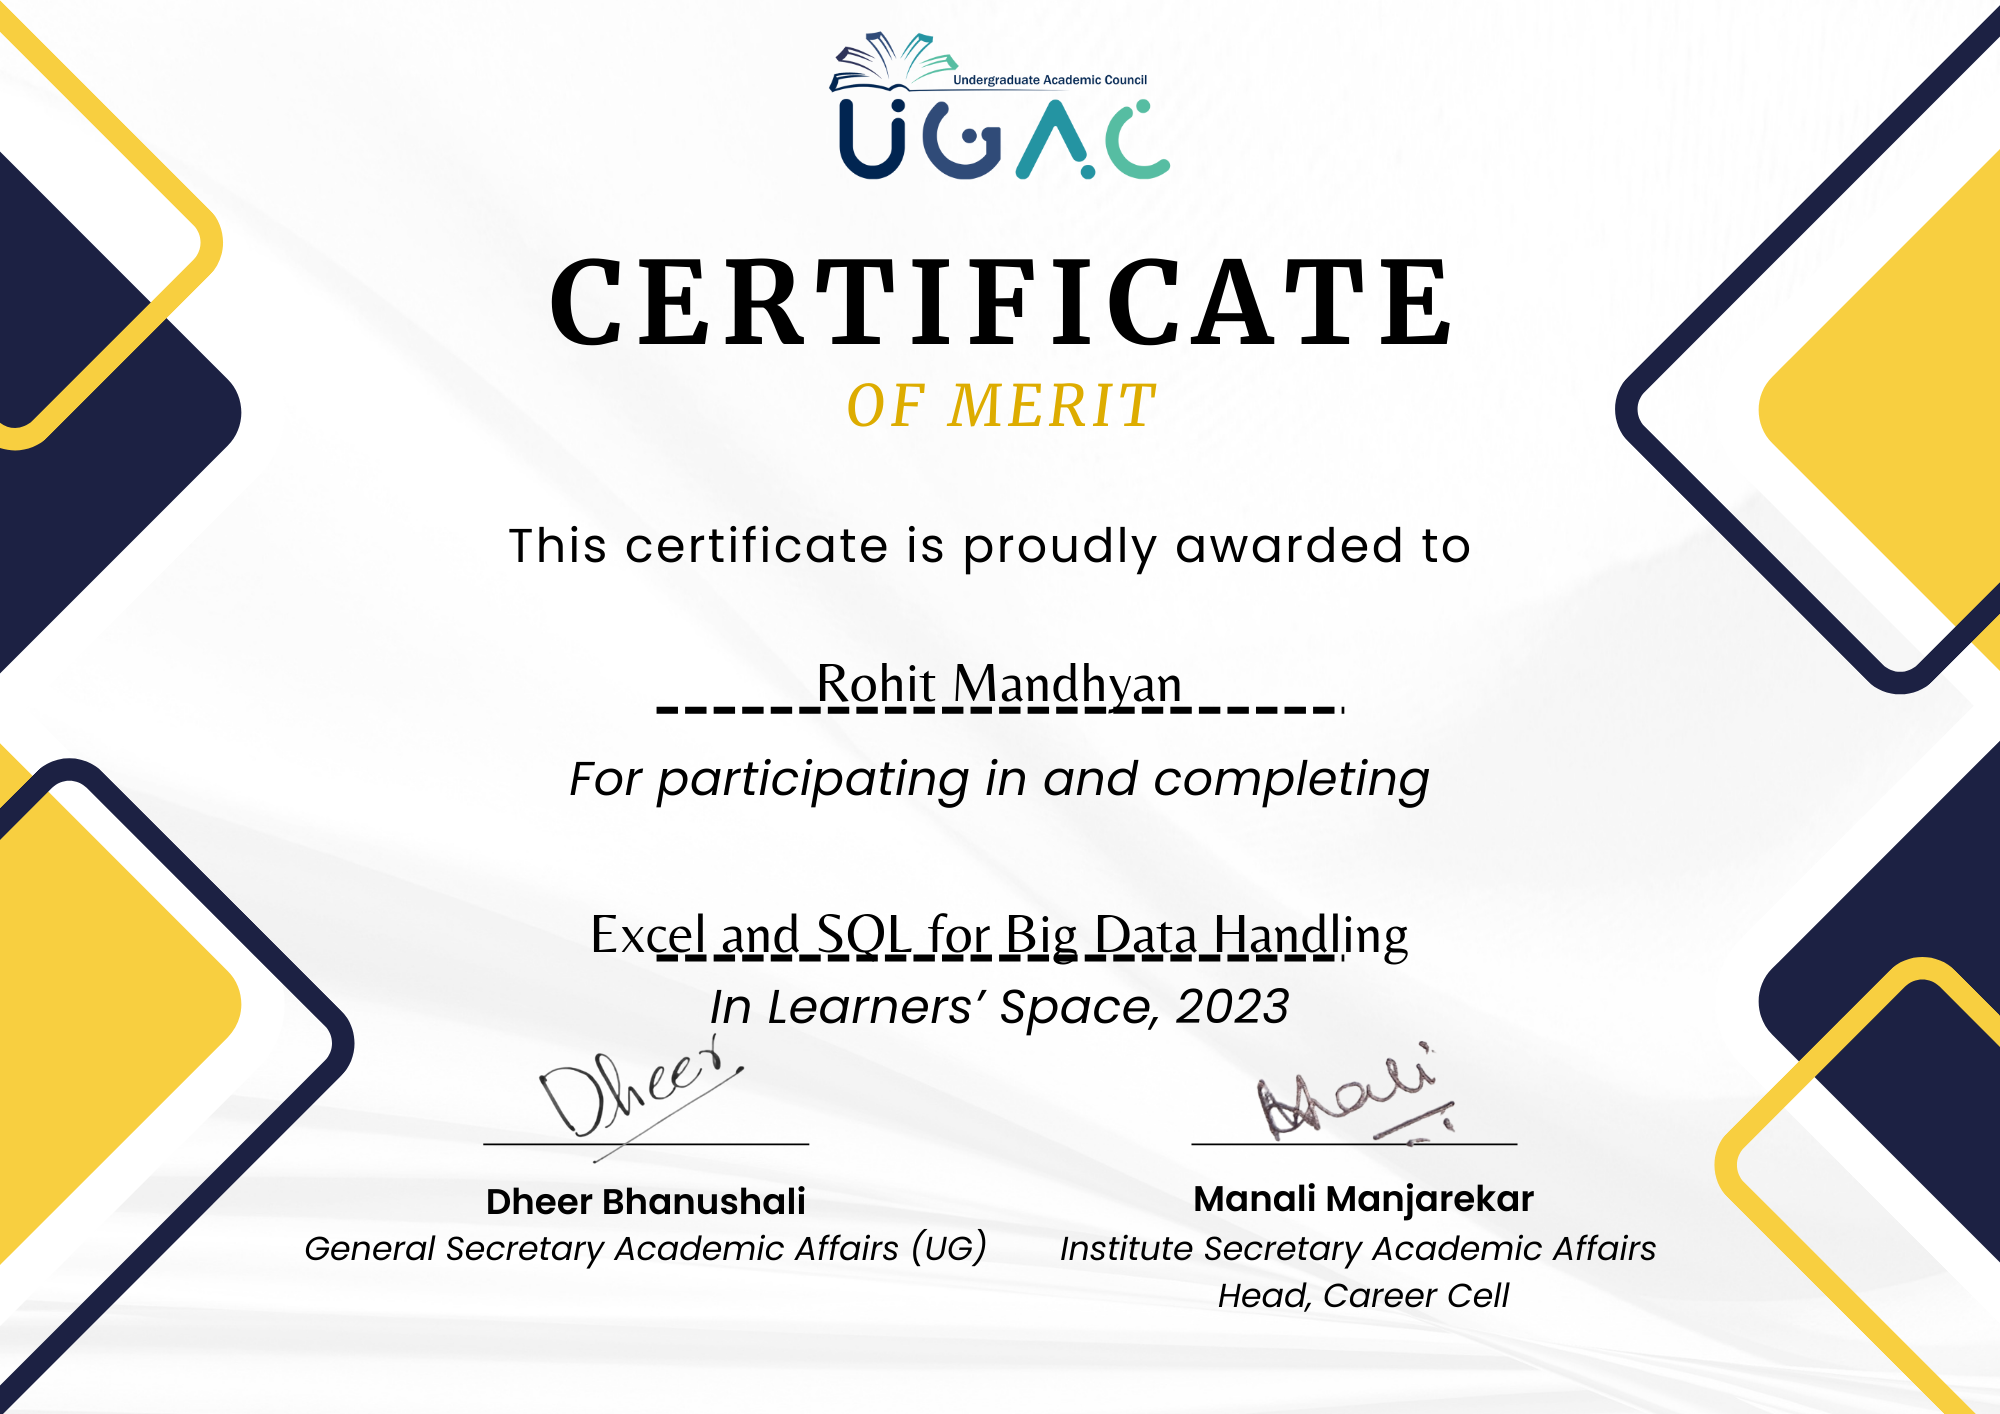 Undergraduate Academic Council
UGAC
CERTIFICATE
OF MERIT
This certificate is proudly awarded to
Rohit Mandhyan
For participating in and completing
Excel and SQL for Big Data Handling
In Learners’ Space, 2023
Dheer
Dheer Bhanushali
General Secretary Academic Affairs (UG)
Manali Manjarekar
Institute Secretary Academic Affairs
Head, Career Cell